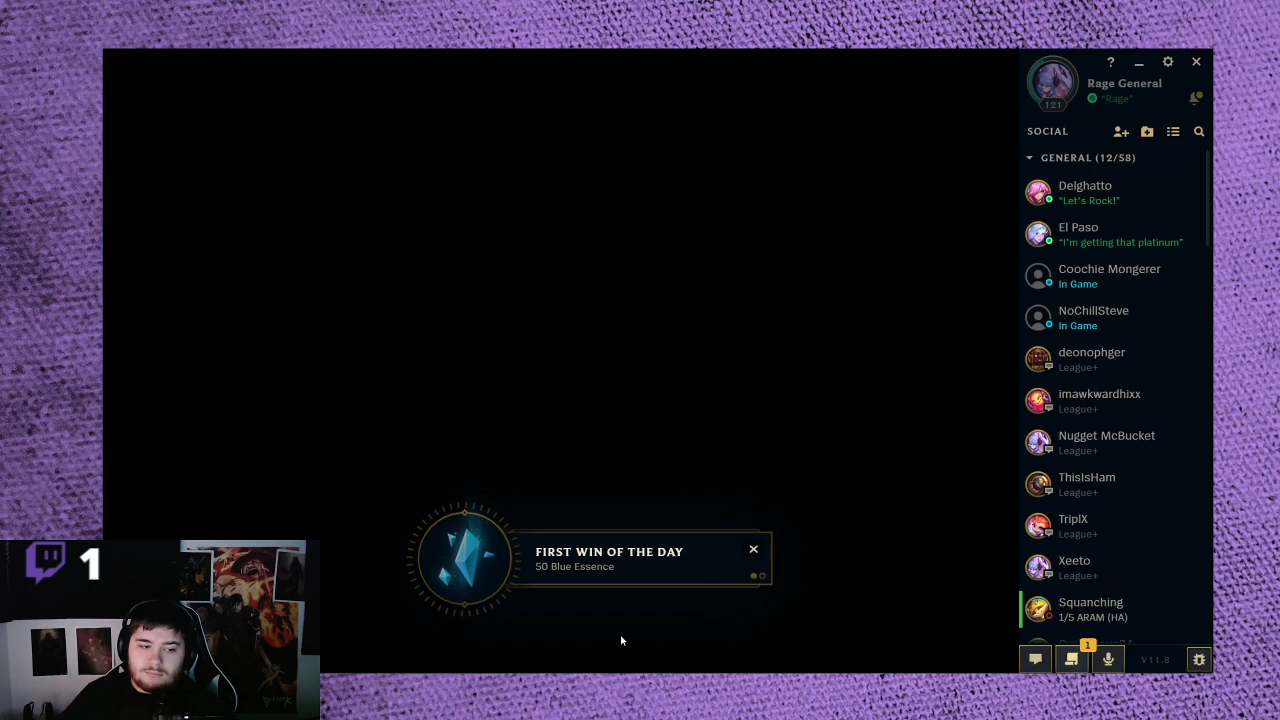 Rage General
121
"Rage"
SOCIAL
GENERAL (12/58)
Delghatto
"Let's Rock!"
El Paso
"I'm getting that platinum"
Coochie Mongerer
In Game
NoChillSteve
In Game
deonophger
League+
imawkwardhixx
League+
Nugget McBucket
League+
ThisIsHam
League+
TriplX
League+
Xeeto
League+
Squanching
1/5 ARAM (HA)
FIRST WIN OF THE DAY
50 Blue Essence
1
1
V11.8